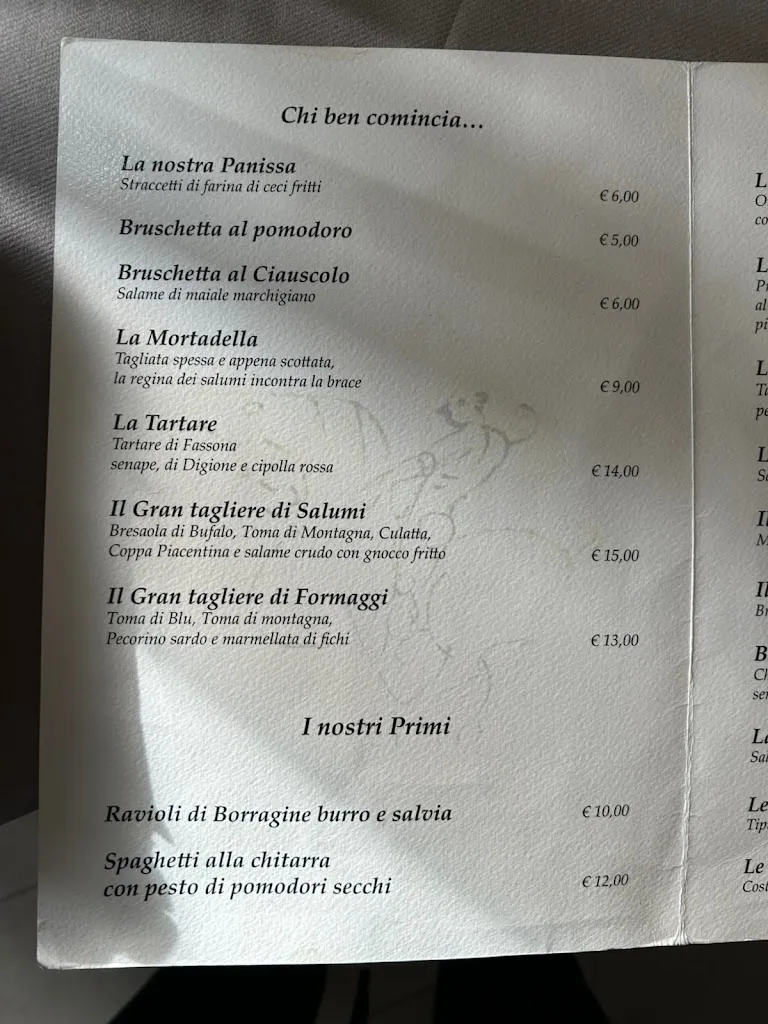 Chi ben comincia...
La nostra Panissa
Straccetti di farina di ceci fritti
€ 6,00
Bruschetta al pomodoro
€ 5,00
Bruschetta al Ciauscolo
Salame di maiale marchigiano
€ 6,00
La Mortadella
Tagliata spessa e appena scottata,
la regina dei salumi incontra la brace
€ 9,00
La Tartare
Tartare di Fassona
senape, di Digione e cipolla rossa
€ 14,00
Il Gran tagliere di Salumi
Bresaola di Bufalo, Toma di Montagna, Culatta,
Coppa Piacentina e salame crudo con gnocco fritto
€ 15,00
Il Gran tagliere di Formaggi
Toma di Blu, Toma di montagna,
Pecorino sardo e marmellata di fichi
€ 13,00
I nostri Primi
Ravioli di Borragine burro e salvia
€ 10,00
Spaghetti alla chitarra
con pesto di pomodori secchi
€ 12,00
Le
Le